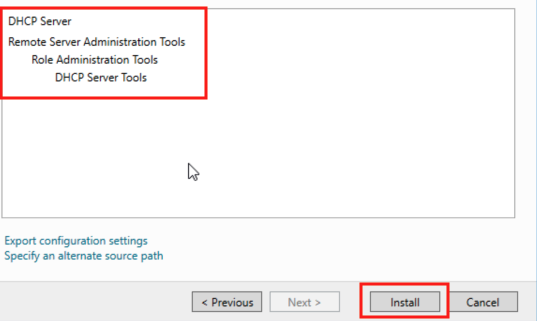 DHCP Server
Remote Server Administration Tools
Role Administration Tools
DHCP Server Tools
Export configuration settings
Specify an alternate source path
< Previous
Next >
Install
Cancel